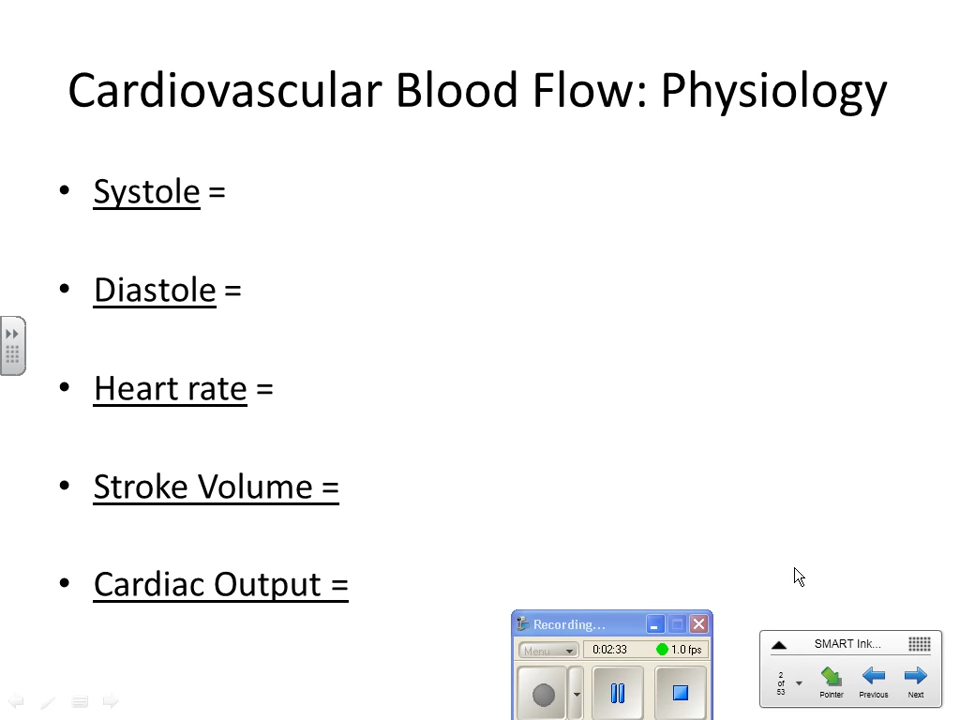 Cardiovascular Blood Flow: Physiology
• Systole =
• Diastole =
• Heart rate =
• Stroke Volume =
• Cardiac Output =
Recording...
Menu
0:02:33
1.0 fps
SMART Ink...
2
of
53
Pointer
Previous
Next